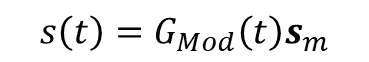 s(t) = G_{Mod}(t)s_m